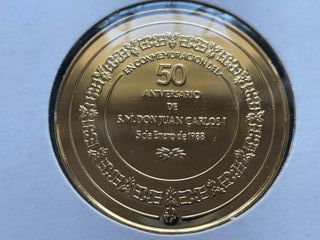 EN CONMEMORACION DEL
50
ANIVERSARIO
DE
S.M. DON JUAN CARLOS I
5 de Enero de 1988